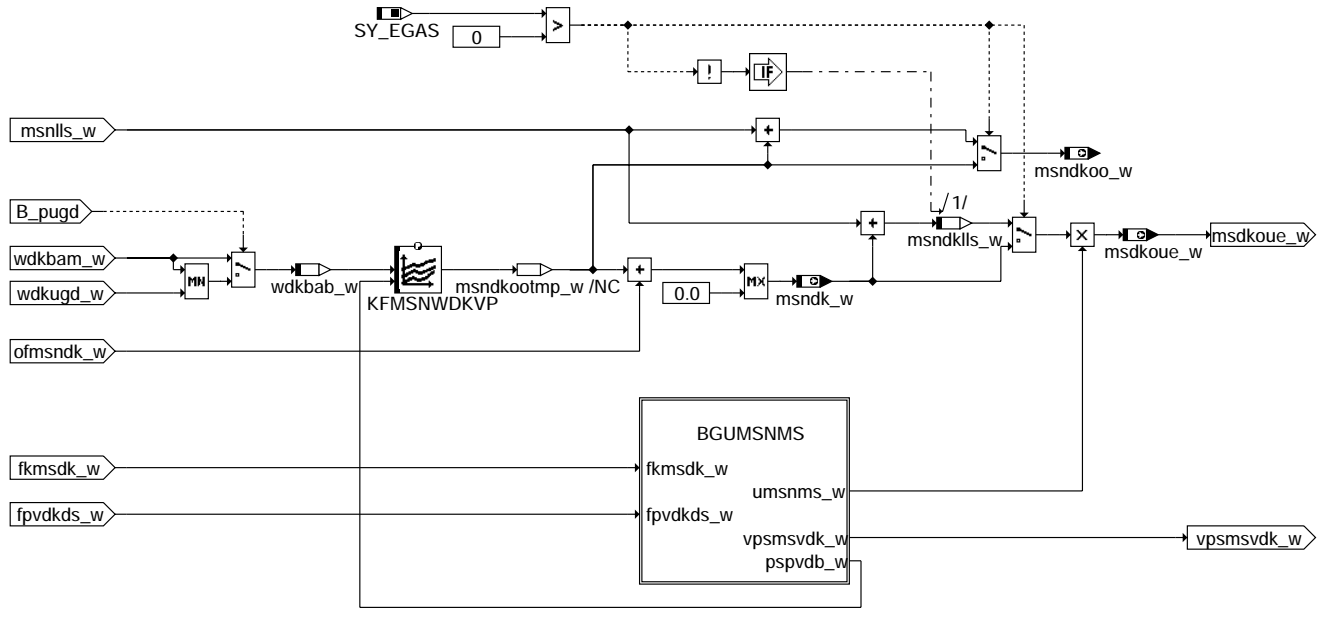 SY_EGAS
0
>
!
IF
msnlls_w
+
msndkoo_w
B_pugd
/1/
+
msndklls_w
wdkbam_w
MN
wdkugd_w
wdkbab_w
KFMSNWDKVP
msndkootmp_w /NC
+
0.0
MX
msndk_w
×
msdkoue_w
msdkoue_w
ofmsndk_w
BGUMSNMS
fkmsdk_w
fkmsdk_w
umsnms_w
fpvdkds_w
fpvdkds_w
vpsmsvdk_w
vpsmsvdk_w
pspvdb_w